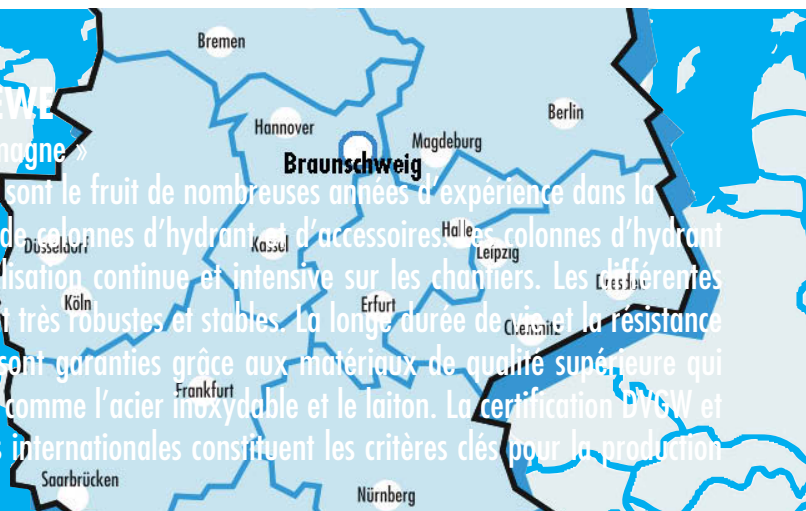 Bremen
EWE
Berlin
Hannover
Magdeburg
magne »
Braunschweig
sont le fruit de nombreuses années d'expérience dans la
de colonnes d'hydrant et d'accessoires. Les colonnes d'hydrant
Düsseldorf
Kassel
Halle
Leipzig
lisation continue et intensive sur les chantiers. Les différentes
Dresden
Köln
Erfurt
t très robustes et stables. La longe durée de vie et la résistance
Chemnitz
sont garanties grâce aux matériaux de qualité supérieure qui
Frankfurt
comme l'acier inoxydable et le laiton. La certification DVGW et
s internationales constituent les critères clés pour la production
Saarbrücken
Nürnberg